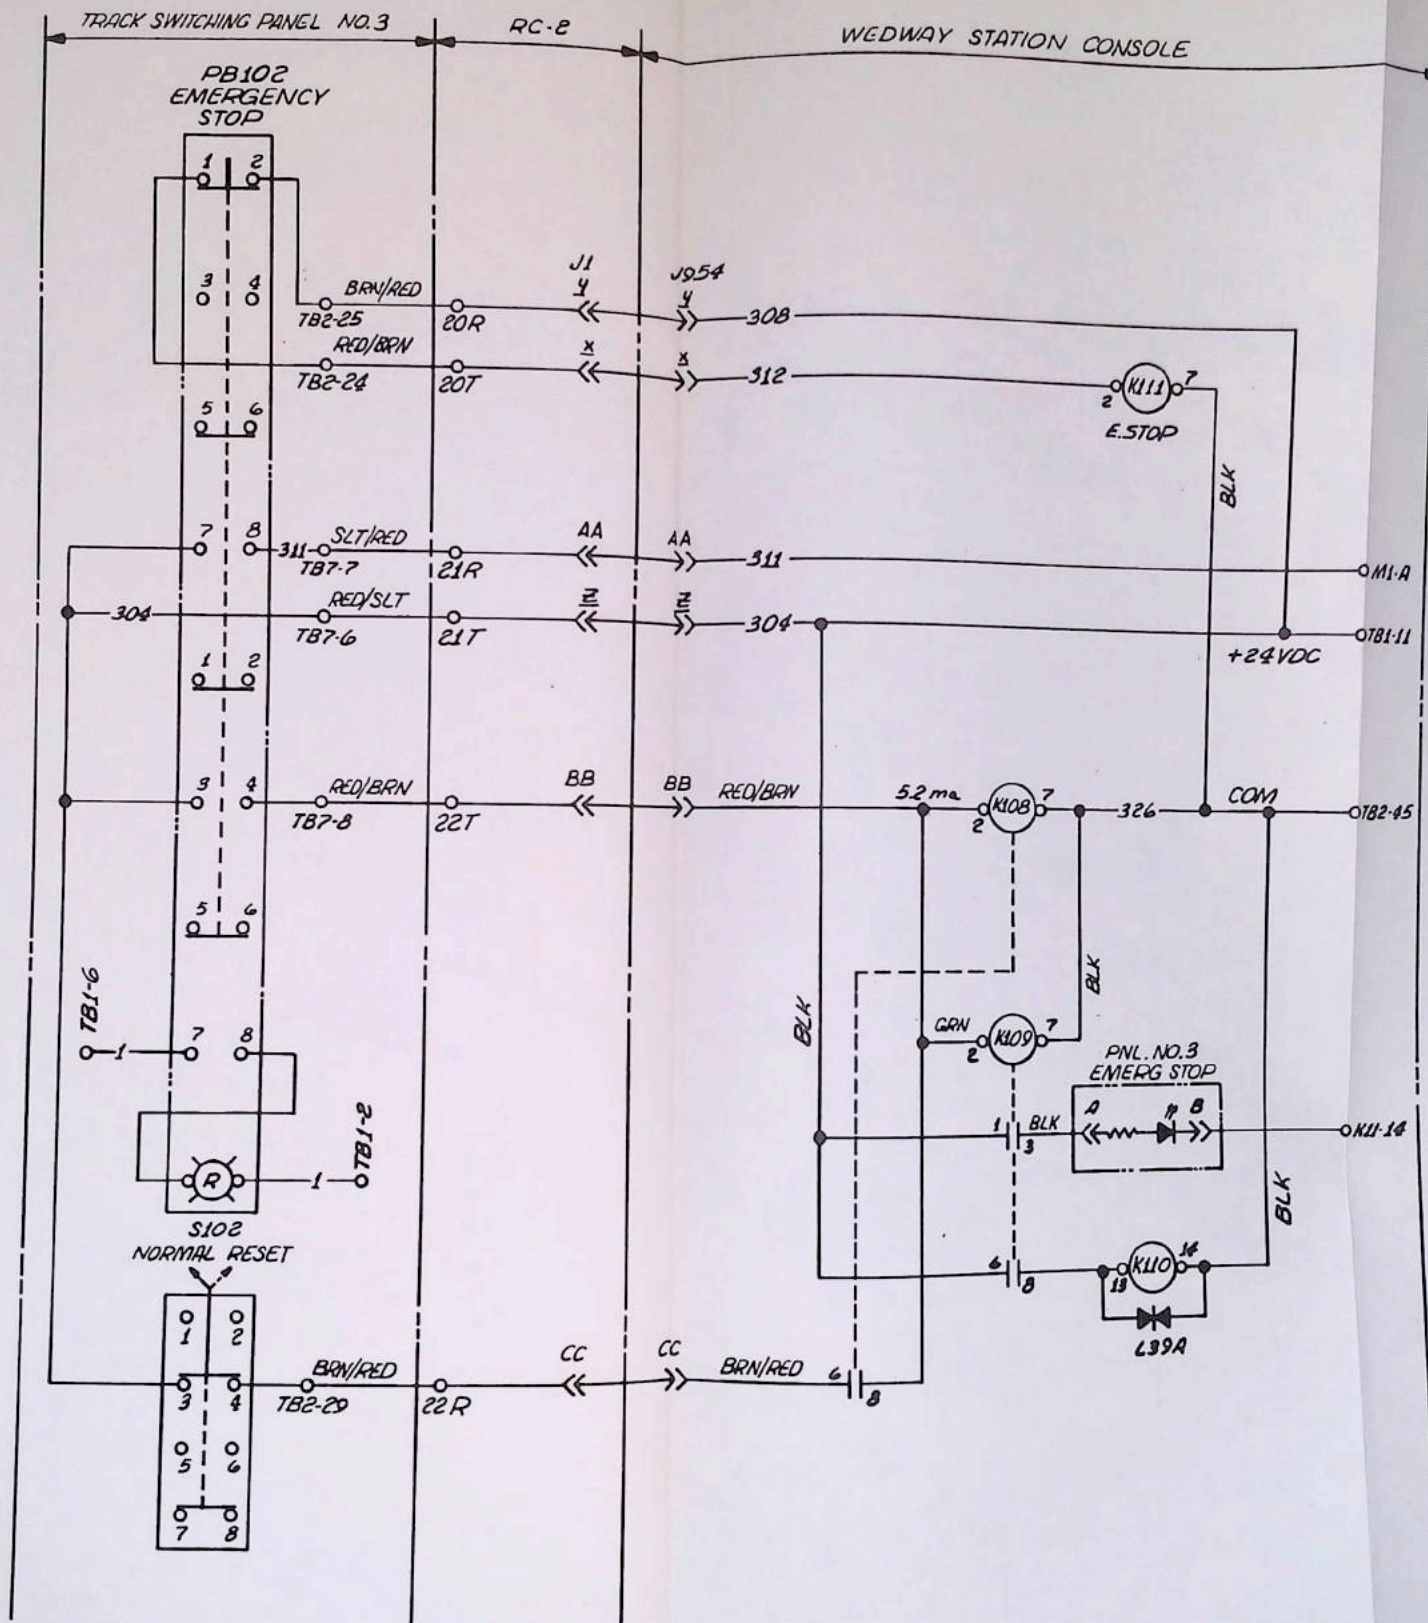 TRACK SWITCHING PANEL NO.3
RC-2
WEDWAY STATION CONSOLE
PB102
EMERGENCY
STOP
1 2
3 4
J1
Y
J954
Y
BRN/RED
TB2-25
20R
308
RED/BRN
X
X
TB2-24
20T
312
2
K111
7
E.STOP
5 6
BLK
7 8
311
SLT/RED
TB7-7
21R
AA
AA
311
M1-A
304
RED/SLT
TB7-6
21T
Z
Z
304
TB1-11
+24VDC
1 2
3 4
RED/BRN
TB7-8
22T
BB
BB
RED/BRN
5.2 ma
2
K108
7
326
COM
TB2-45
5 6
TB1-6
1
7 8
BLK
GRN
2
K109
7
BLK
PNL. NO.3
EMERG STOP
1
3
BLK
A
B
K11-14
R
1
TB1-2
BLK
S102
NORMAL RESET
6
8
13
K110
14
L39A
1 2
3 4
BRN/RED
TB2-29
22R
CC
CC
BRN/RED
6
8
5 6
7 8